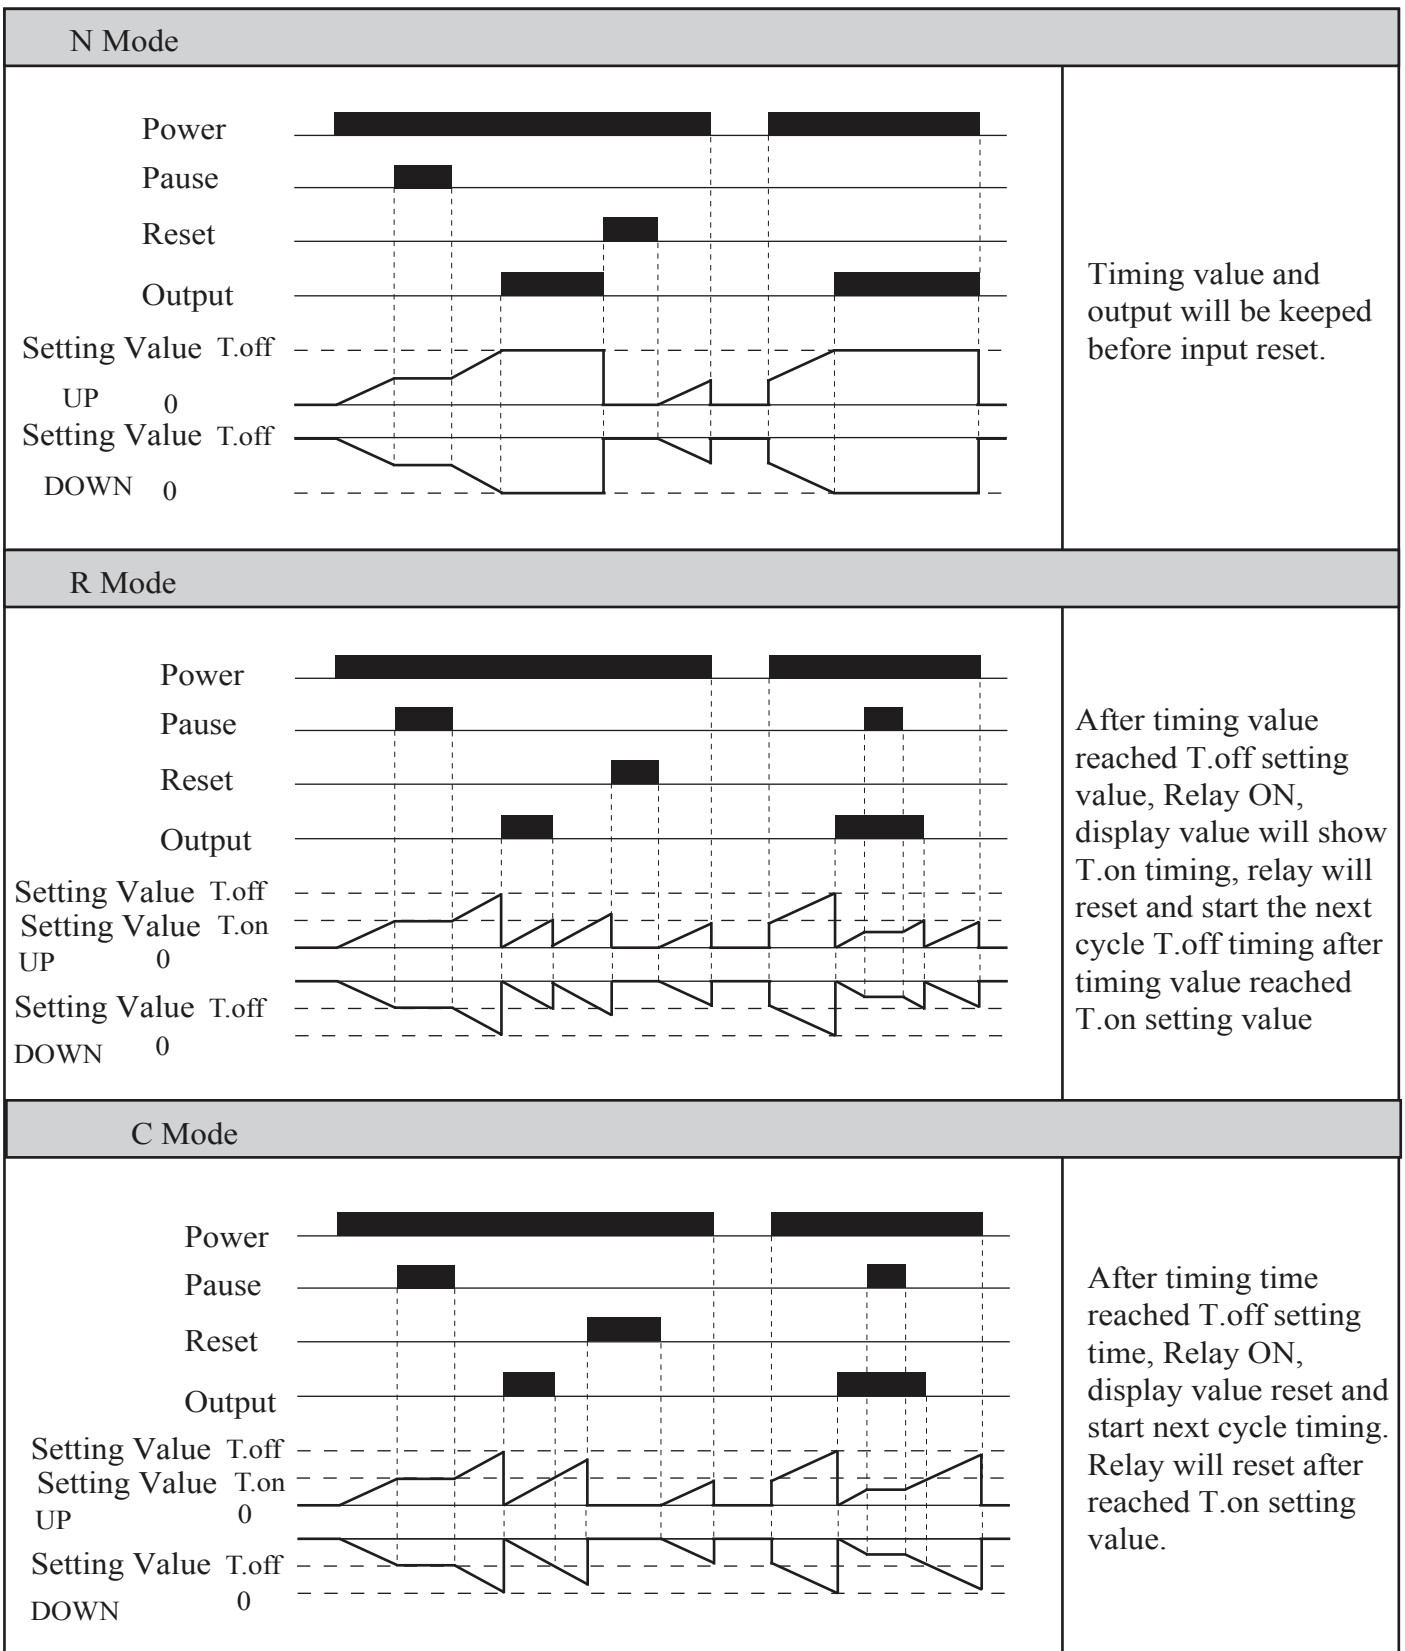 N Mode
Power
Pause
Reset
Output
Setting Value T.off
UP 0
Setting Value T.off
DOWN 0
Timing value and
output will be keeped
before input reset.
R Mode
Power
Pause
Reset
Output
Setting Value T.off
Setting Value T.on
UP 0
Setting Value T.off
DOWN 0
After timing value
reached T.off setting
value, Relay ON,
display value will show
T.on timing, relay will
reset and start the next
cycle T.off timing after
timing value reached
T.on setting value
C Mode
Power
Pause
Reset
Output
Setting Value T.off
Setting Value T.on
UP 0
Setting Value T.off
DOWN 0
After timing time
reached T.off setting
time, Relay ON,
display value reset and
start next cycle timing.
Relay will reset after
reached T.on setting
value.